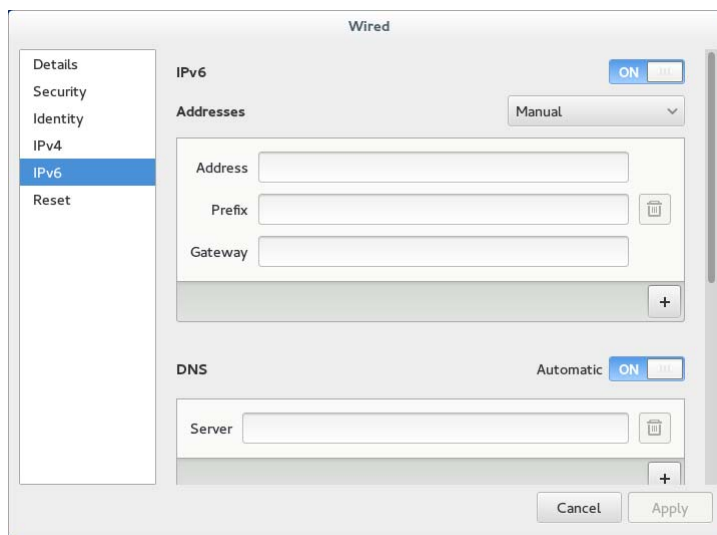 Wired
Details
Security
Identity
IPv4
IPv6
Reset
IPv6
ON
Addresses
Manual
Address
Prefix
Gateway
+
DNS
Automatic
ON
Server
+
Cancel
Apply